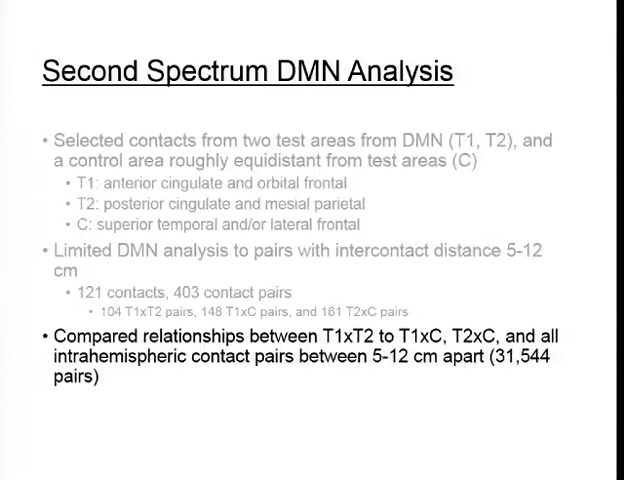 Second Spectrum DMN Analysis
• Selected contacts from two test areas from DMN (T1, T2), and
a control area roughly equidistant from test areas (C)
• T1: anterior cingulate and orbital frontal
• T2: posterior cingulate and mesial parietal
• C: superior temporal and/or lateral frontal
• Limited DMN analysis to pairs with intercontact distance 5-12
cm
• 121 contacts, 403 contact pairs
• 104 T1xT2 pairs, 148 T1xC pairs, and 161 T2xC pairs
• Compared relationships between T1xT2 to T1xC, T2xC, and all
intrahemispheric contact pairs between 5-12 cm apart (31,544
pairs)